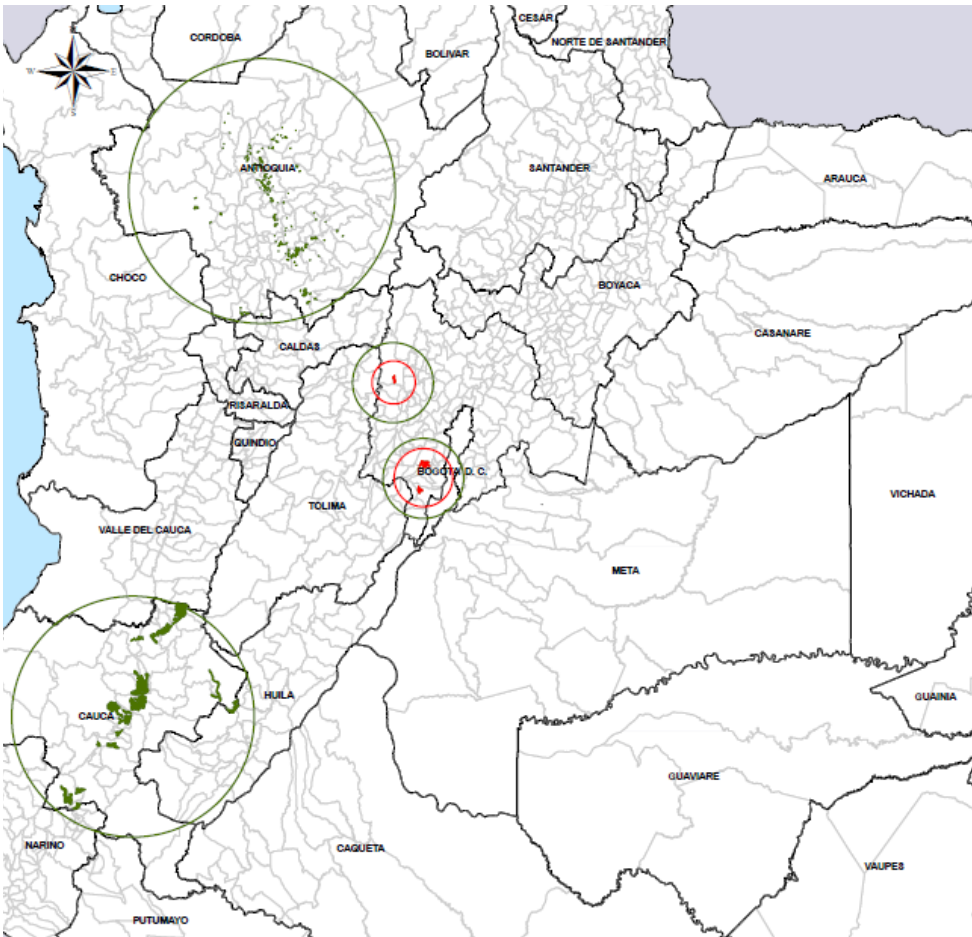 CESAR
CORDOBA
NORTE DE SANTANDER
BOLIVAR
W
E
S
ANTIOQUIA
SANTANDER
ARAUCA
CHOCO
BOYACA
CASANARE
CALDAS
RISARALDA
QUINDIO
BOGOTA D. C.
VICHADA
TOLIMA
VALLE DEL CAUCA
META
HUILA
GUAINIA
CAUCA
GUAVIARE
NARINO
CAQUETA
VAUPES
PUTUMAYO